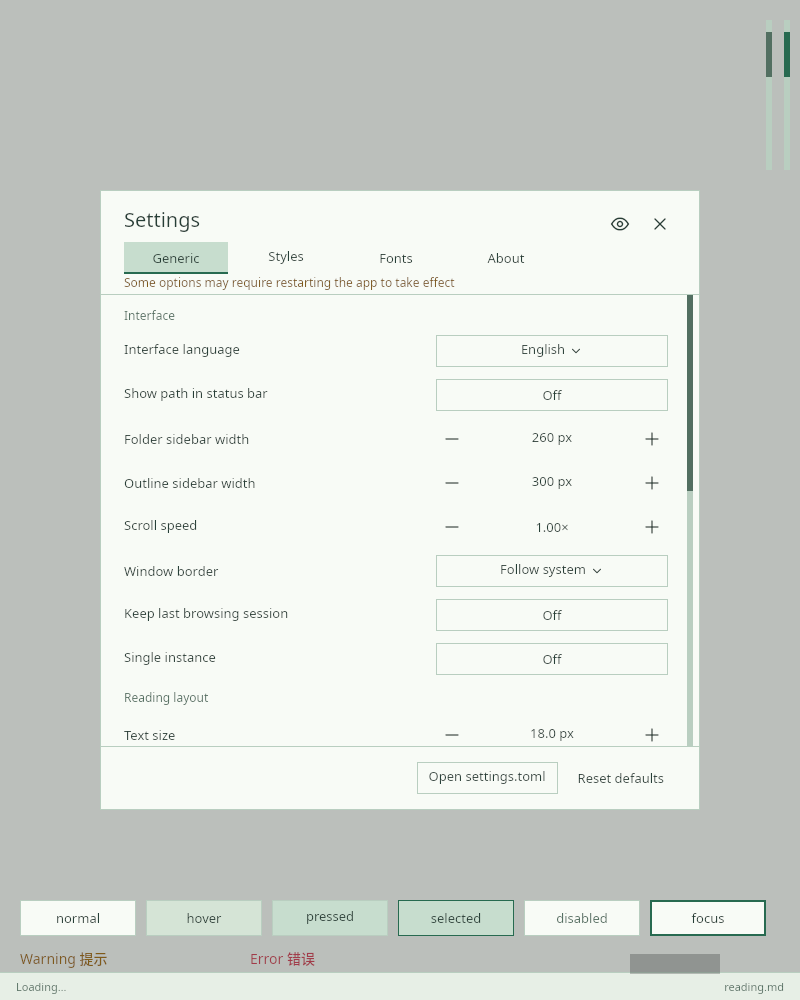 Settings
Generic Styles Fonts About
Some options may require restarting the app to take effect
Interface
Interface language English
Show path in status bar Off
Folder sidebar width 260 px
Outline sidebar width 300 px
Scroll speed 1.00×
Window border Follow system
Keep last browsing session Off
Single instance Off
Reading layout
Text size 18.0 px
Open settings.toml Reset defaults
normal hover pressed selected disabled focus
Warning 提示 Error 错误
Loading... reading.md